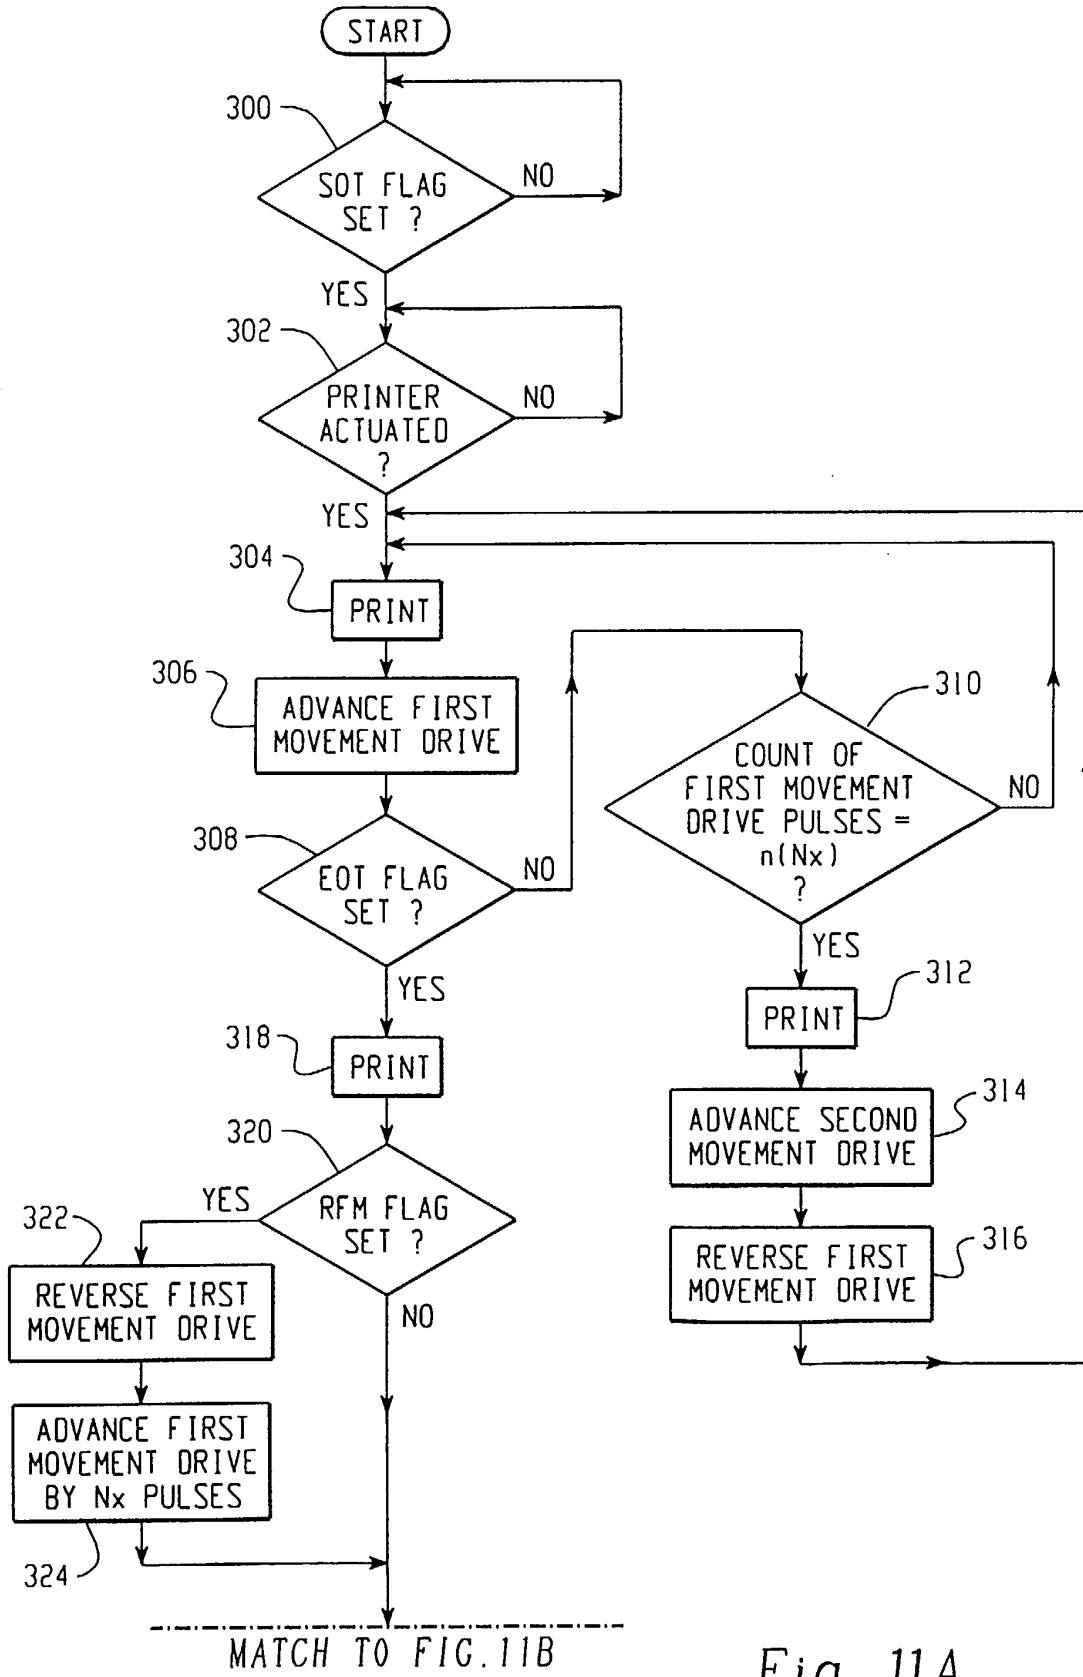 START
300
SOT FLAG
SET ?
NO
YES
302
PRINTER
ACTUATED
?
NO
YES
304
PRINT
306
ADVANCE FIRST
MOVEMENT DRIVE
308
EOT FLAG
SET ?
NO
310
COUNT OF
FIRST MOVEMENT
DRIVE PULSES =
n(Nx)
?
NO
YES
312
PRINT
314
ADVANCE SECOND
MOVEMENT DRIVE
316
REVERSE FIRST
MOVEMENT DRIVE
YES
318
PRINT
320
RFM FLAG
SET ?
YES
NO
322
REVERSE FIRST
MOVEMENT DRIVE
ADVANCE FIRST
MOVEMENT DRIVE
BY Nx PULSES
324
MATCH TO FIG.11B
Fig. 11A